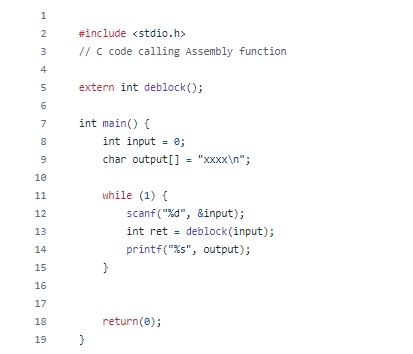 1
2 #include <stdio.h>
3 // C code calling Assembly function
4
5 extern int deblock();
6
7 int main() {
8     int input = 0;
9     char output[] = "xxxx\n";
10
11     while (1) {
12         scanf("%d", &input);
13         int ret = deblock(input);
14         printf("%s", output);
15     }
16
17
18     return(0);
19 }